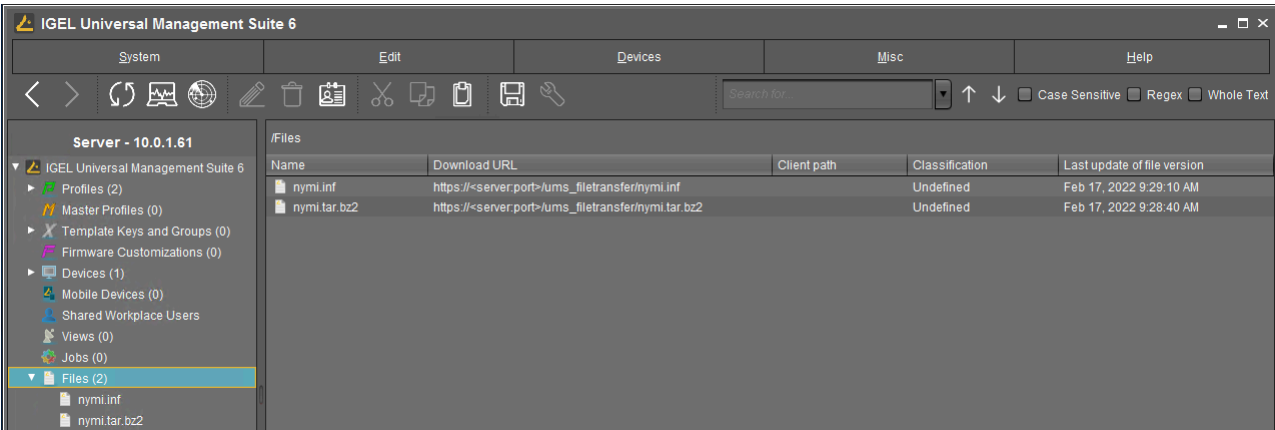 IGEL Universal Management Suite 6
System Edit Devices Misc Help
Search for... Case Sensitive Regex Whole Text
Server - 10.0.1.61
/Files
IGEL Universal Management Suite 6
Name Download URL Client path Classification Last update of file version
Profiles (2)
nymi.inf https://<server:port>/ums_filetransfer/nymi.inf Undefined Feb 17, 2022 9:29:10 AM
Master Profiles (0)
nymi.tar.bz2 https://<server:port>/ums_filetransfer/nymi.tar.bz2 Undefined Feb 17, 2022 9:28:40 AM
Template Keys and Groups (0)
Firmware Customizations (0)
Devices (1)
Mobile Devices (0)
Shared Workplace Users
Views (0)
Jobs (0)
Files (2)
nymi.inf
nymi.tar.bz2